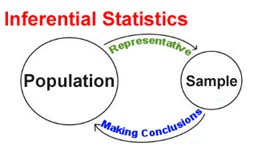 Inferential Statistics
Representative
Population
Sample
Making Conclusions